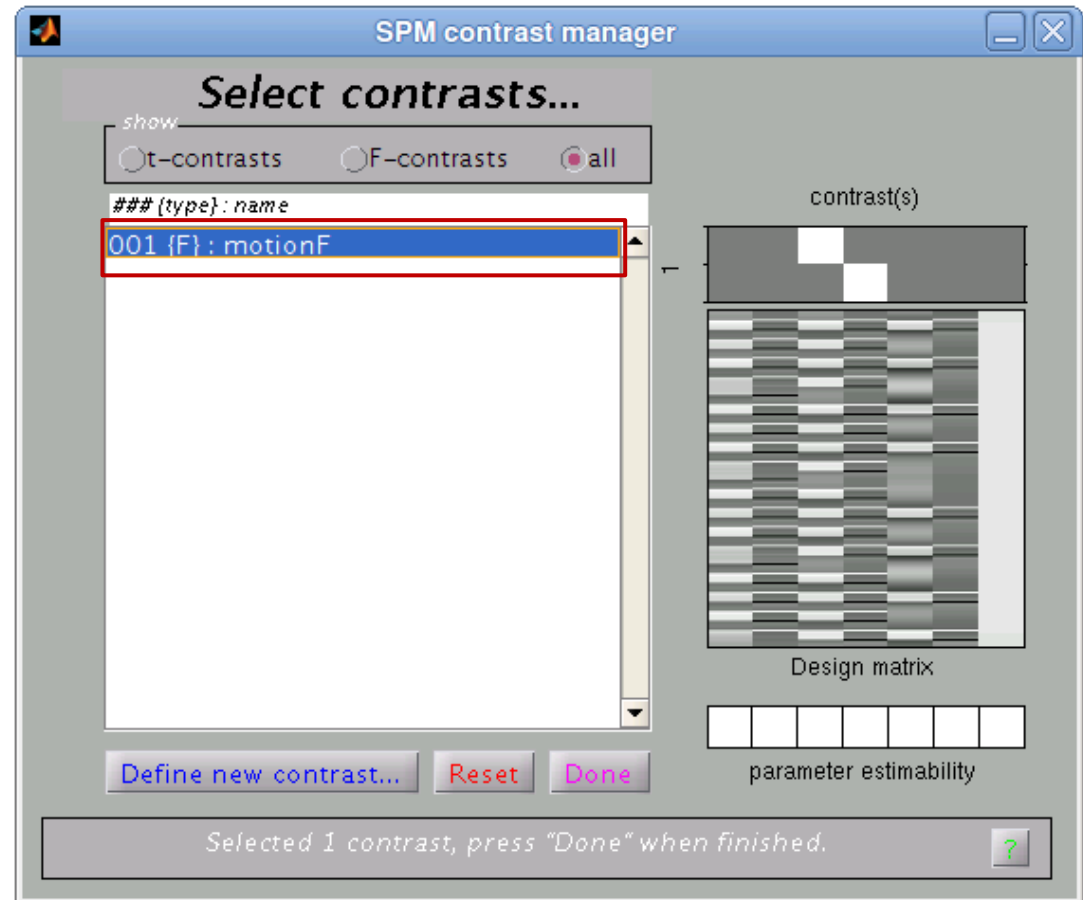 SPM contrast manager
Select contrasts...
show
t-contrasts F-contrasts all
### {type} : name
001 {F} : motionF
contrast(s)
1
Design matrix
parameter estimability
Define new contrast... Reset Done
Selected 1 contrast, press "Done" when finished.
?